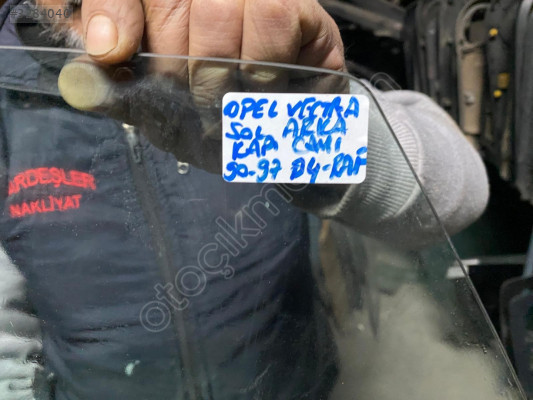 OPEL VECTRA
SOL ARKA
KAPI CAMI
90-97 D4-RAF
KARDEŞLER
NAKLİYAT
otoçıkma